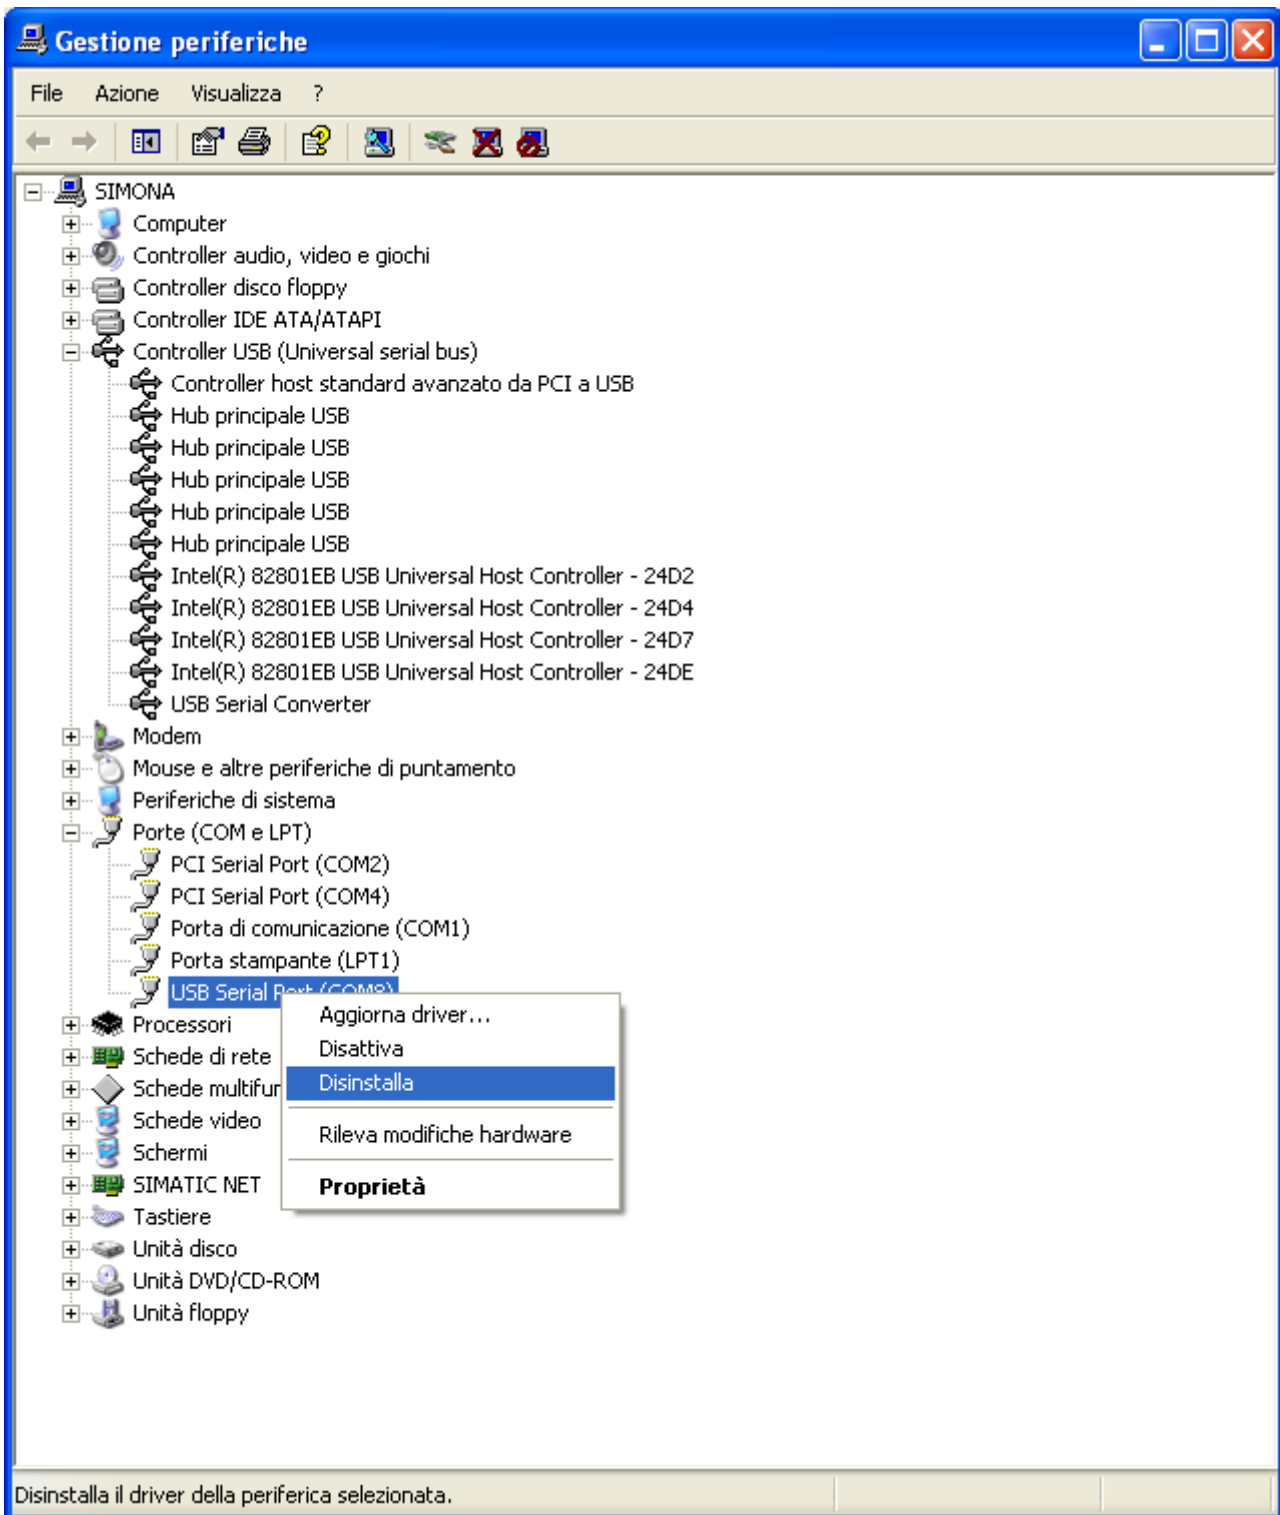 Gestione periferiche
File Azione Visualizza ?
SIMONA
Computer
Controller audio, video e giochi
Controller disco floppy
Controller IDE ATA/ATAPI
Controller USB (Universal serial bus)
Controller host standard avanzato da PCI a USB
Hub principale USB
Hub principale USB
Hub principale USB
Hub principale USB
Hub principale USB
Intel(R) 82801EB USB Universal Host Controller - 24D2
Intel(R) 82801EB USB Universal Host Controller - 24D4
Intel(R) 82801EB USB Universal Host Controller - 24D7
Intel(R) 82801EB USB Universal Host Controller - 24DE
USB Serial Converter
Modem
Mouse e altre periferiche di puntamento
Periferiche di sistema
Porte (COM e LPT)
PCI Serial Port (COM2)
PCI Serial Port (COM4)
Porta di comunicazione (COM1)
Porta stampante (LPT1)
USB Serial Port (COM8)
Processori
Schede di rete
Schede multifun
Schede video
Schermi
SIMATIC NET
Tastiere
Unità disco
Unità DVD/CD-ROM
Unità floppy
Aggiorna driver...
Disattiva
Disinstalla
Rileva modifiche hardware
Proprietà
Disinstalla il driver della periferica selezionata.